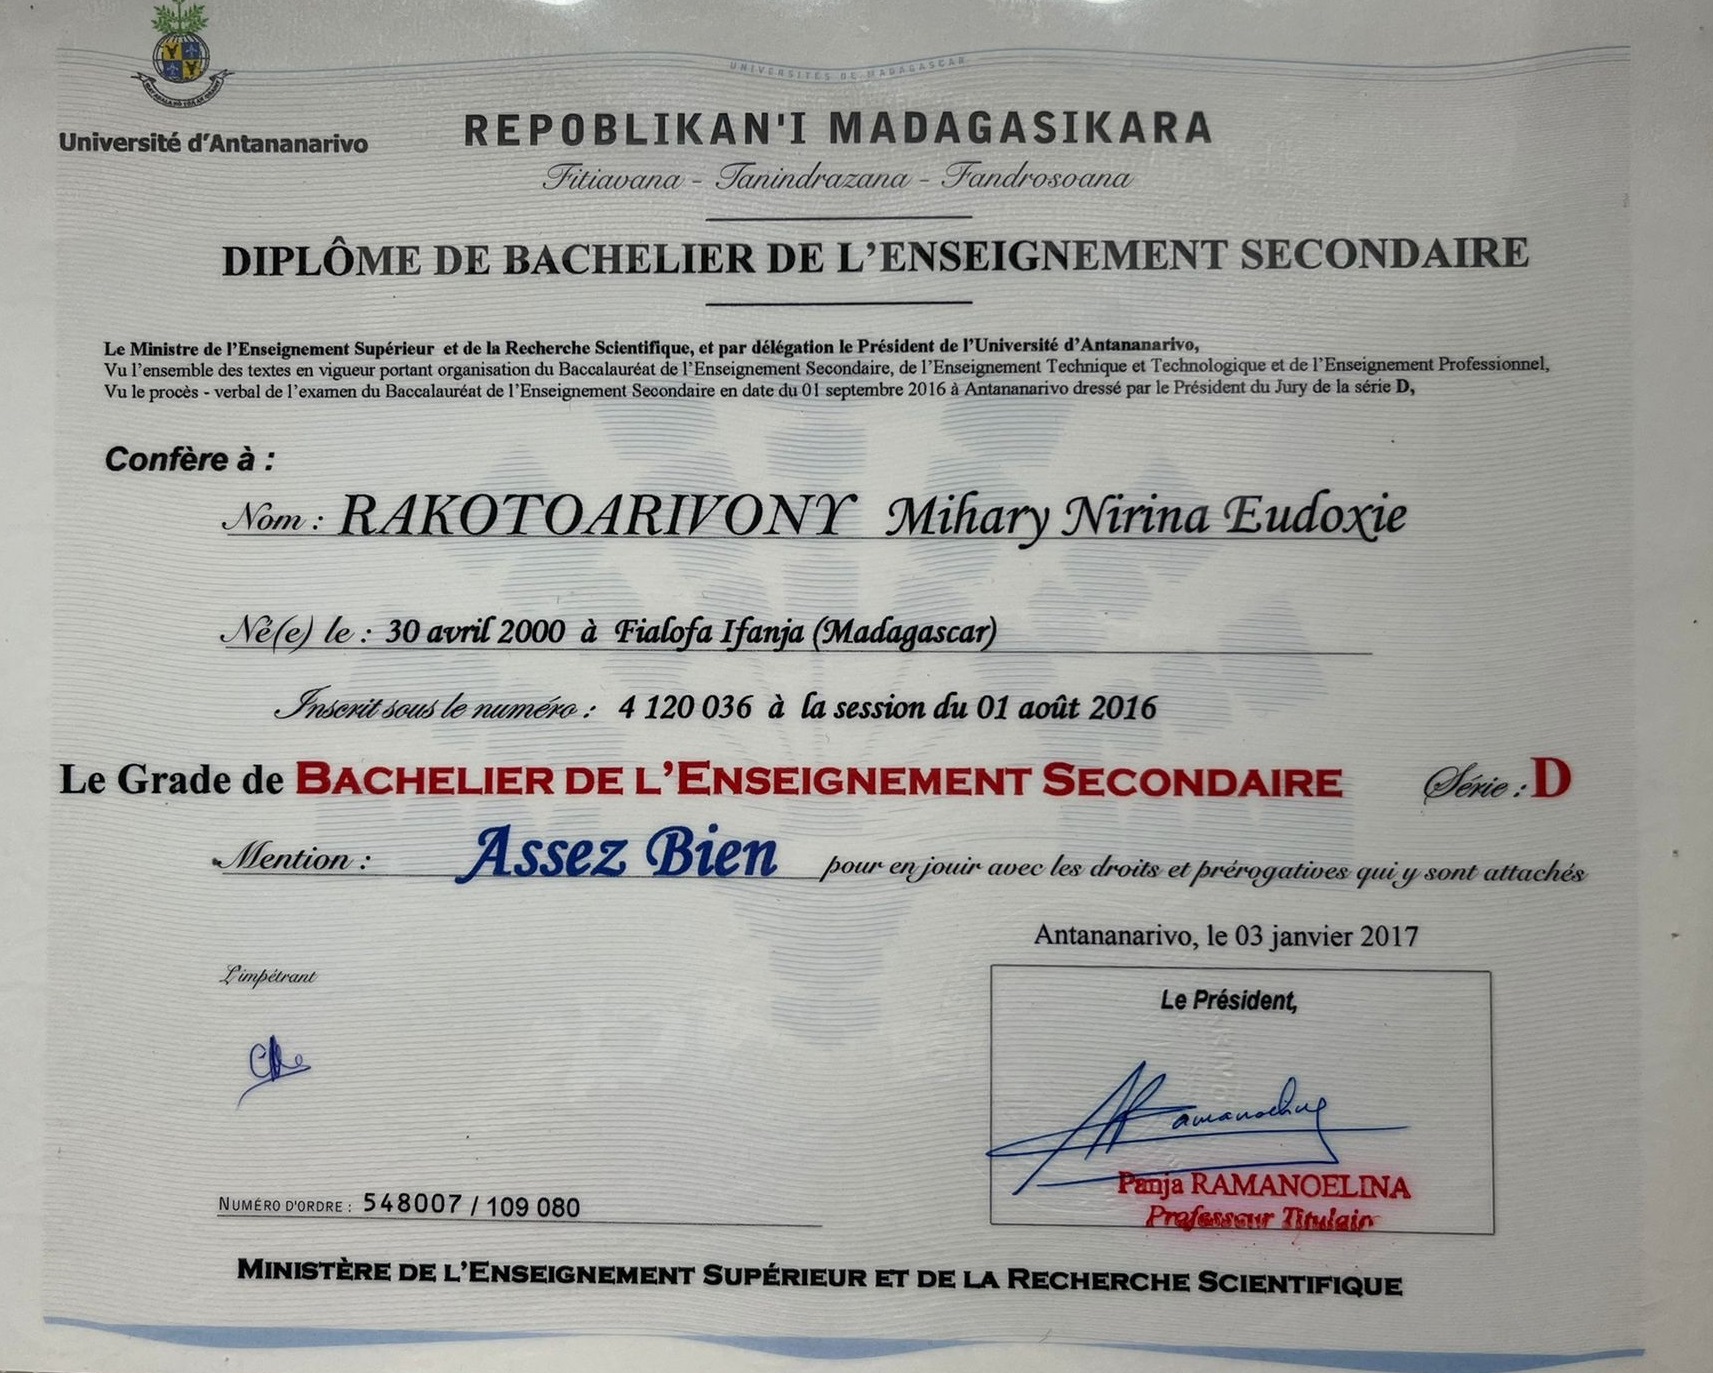 UNIVERSITÉS DE MADAGASCAR
Université d'Antananarivo
REPOBLIKAN'I MADAGASIKARA
Fitiavana - Tanindrazana - Fandrosoana
DIPLÔME DE BACHELIER DE L'ENSEIGNEMENT SECONDAIRE
Le Ministre de l'Enseignement Supérieur et de la Recherche Scientifique, et par délégation le Président de l'Université d'Antananarivo,
Vu l'ensemble des textes en vigueur portant organisation du Baccalauréat de l'Enseignement Secondaire, de l'Enseignement Technique et Technologique et de l'Enseignement Professionnel,
Vu le procès - verbal de l'examen du Baccalauréat de l'Enseignement Secondaire en date du 01 septembre 2016 à Antananarivo dressé par le Président du Jury de la série D,
Confère à :
Nom : RAKOTOARIVONY Mihary Nirina Eudoxie
Né(e) le : 30 avril 2000 à Fialofa Ifanja (Madagascar)
Inscrit sous le numéro : 4 120 036 à la session du 01 août 2016
Le Grade de BACHELIER DE L'ENSEIGNEMENT SECONDAIRE Série : D
Mention : Assez Bien pour en jouir avec les droits et prérogatives qui y sont attachés
Antananarivo, le 03 janvier 2017
L'impétrant
Le Président,
Ramanoelina
Panja RAMANOELINA
Professeur Titulaire
NUMÉRO D'ORDRE : 548007 / 109 080
MINISTÈRE DE L'ENSEIGNEMENT SUPÉRIEUR ET DE LA RECHERCHE SCIENTIFIQUE